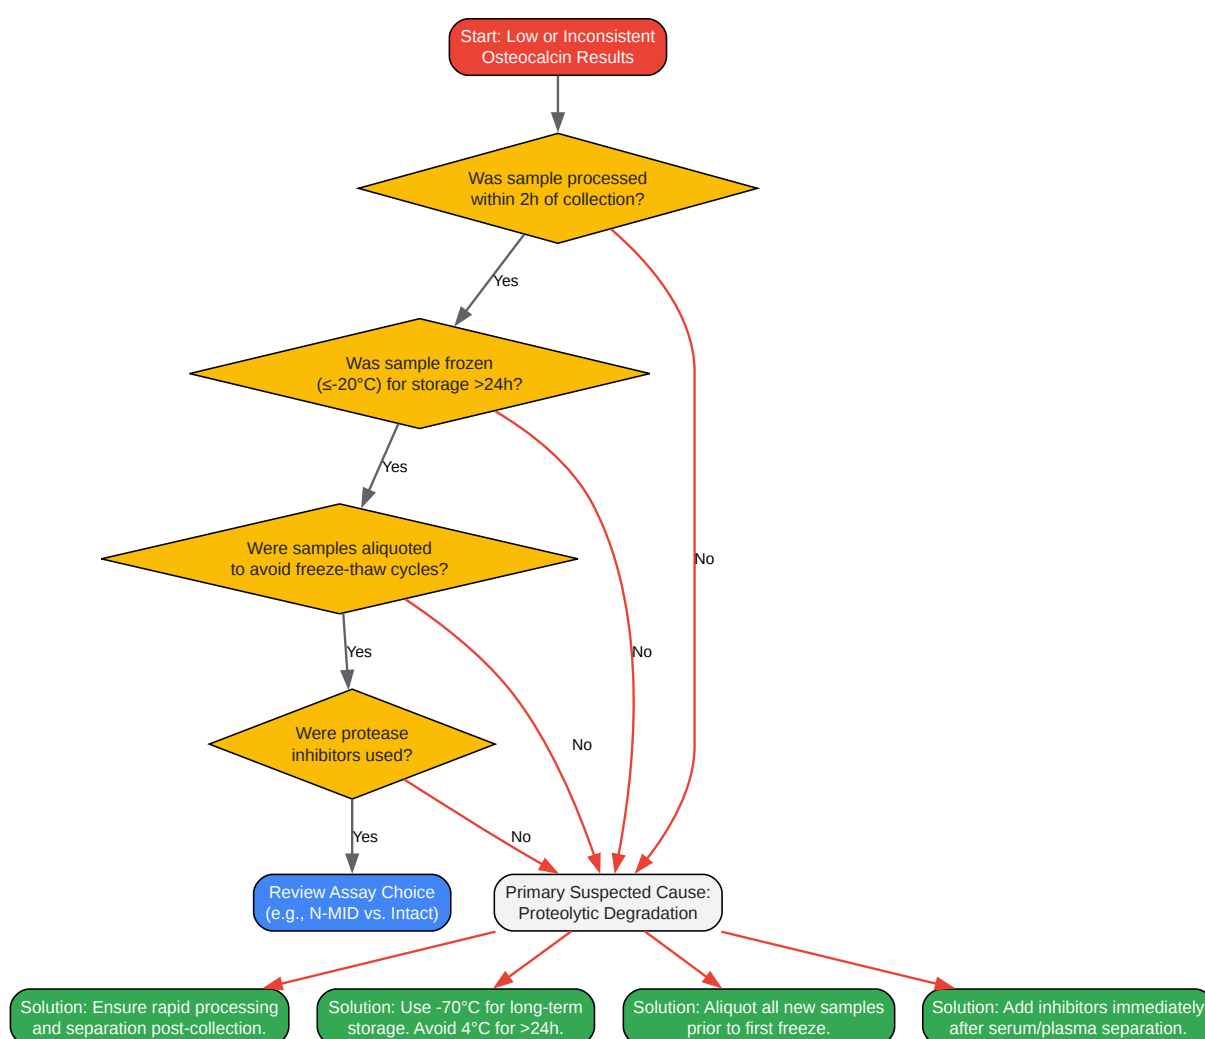 Start: Low or Inconsistent
Osteocalcin Results
Was sample processed
within 2h of collection?
Yes
Was sample frozen
(≤-20°C) for storage >24h?
Yes
Were samples aliquoted
to avoid freeze-thaw cycles?
No
Yes
No
Were protease
inhibitors used?
No
Yes
No
Review Assay Choice
(e.g., N-MID vs. Intact)
Primary Suspected Cause:
Proteolytic Degradation
Solution: Ensure rapid processing
and separation post-collection.
Solution: Use -70°C for long-term
storage. Avoid 4°C for >24h.
Solution: Aliquot all new samples
prior to first freeze.
Solution: Add inhibitors immediately
after serum/plasma separation.